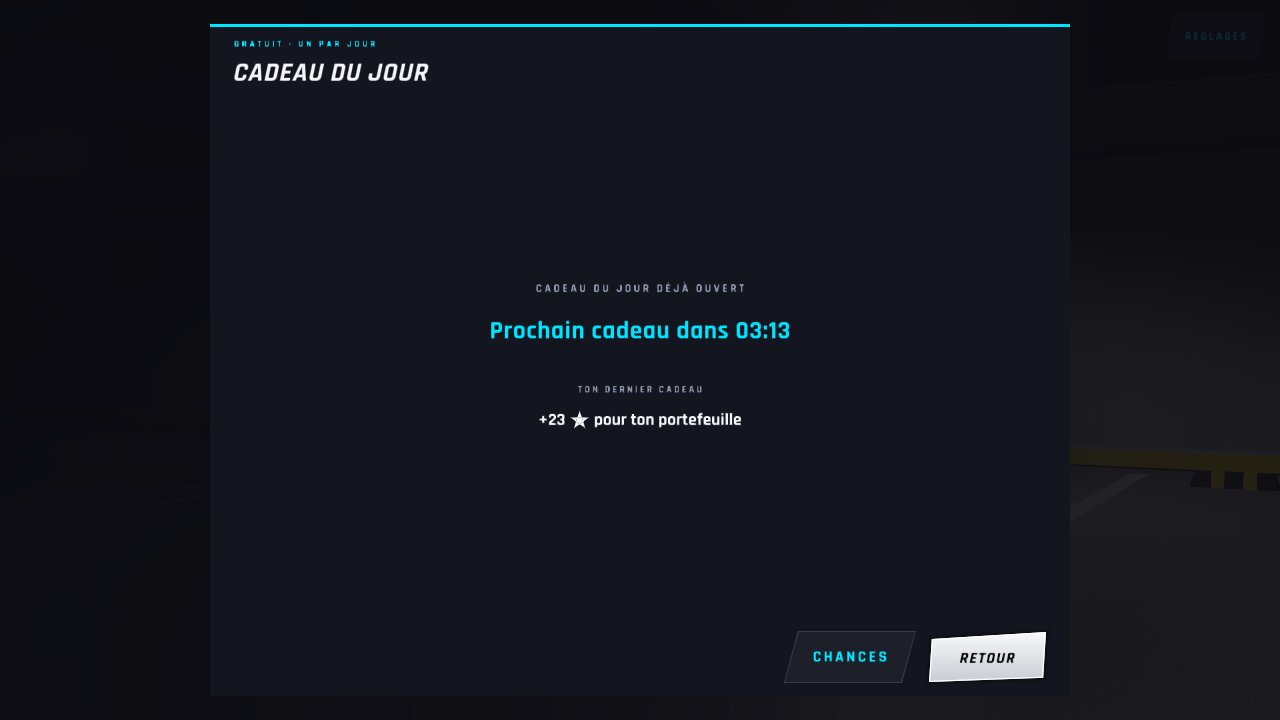 GRATUIT · UN PAR JOUR
RÉGLAGES
CADEAU DU JOUR
CADEAU DU JOUR DÉJÀ OUVERT
Prochain cadeau dans 03:13
TON DERNIER CADEAU
+23 ★ pour ton portefeuille
CHANCES
RETOUR